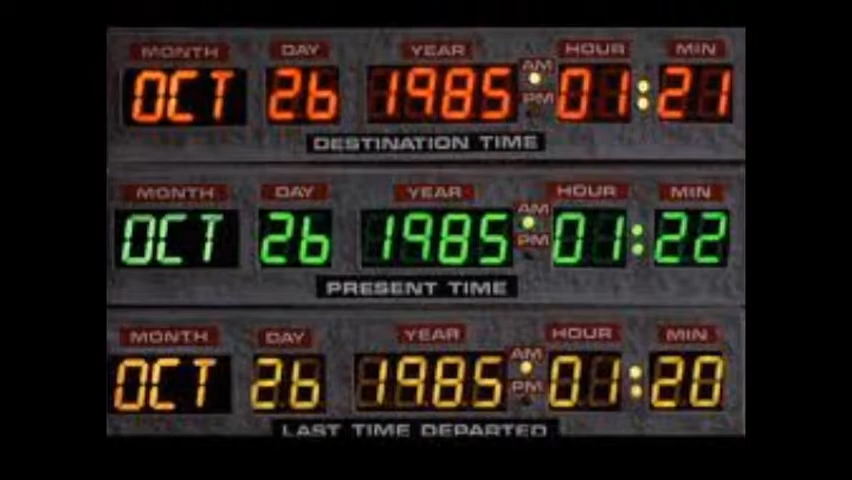 MONTH DAY YEAR AM PM HOUR MIN
OCT 26 1985 01:21
DESTINATION TIME
MONTH DAY YEAR AM PM HOUR MIN
OCT 26 1985 01:22
PRESENT TIME
MONTH DAY YEAR AM PM HOUR MIN
OCT 26 1985 01:20
LAST TIME DEPARTED